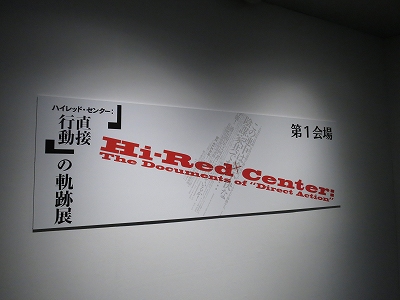 ハイレッド・センター:
「直接
行動」の軌跡展
Hi-Red Center:
The Documents of "Direct Action"
第1会場